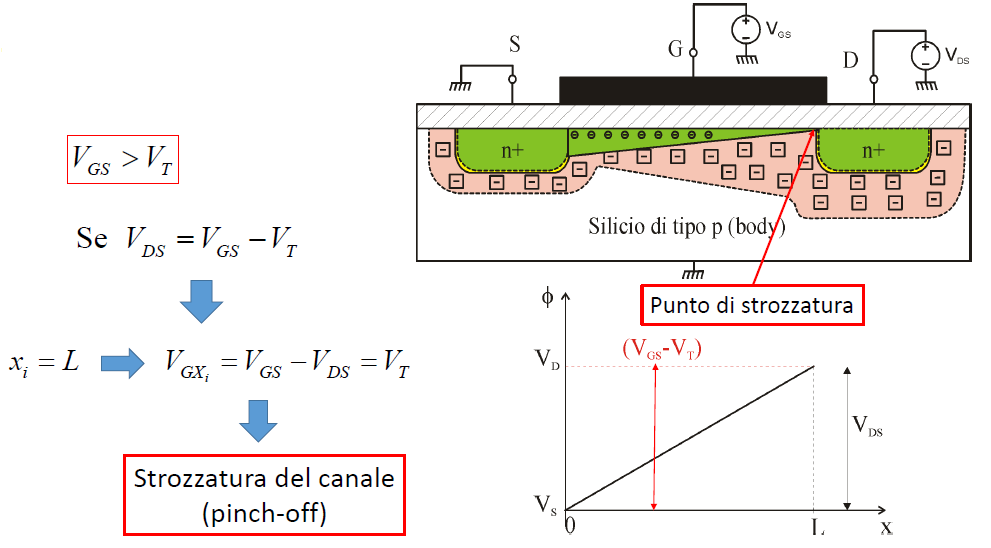 V_GS > V_T
Se V_DS = V_GS − V_T
x_i = L
V_GX_i = V_GS − V_DS = V_T
Strozzatura del canale
(pinch-off)
S
G
V_GS
D
V_DS
+
−
+
−
n+
n+
Silicio di tipo p (body)
Punto di strozzatura
ϕ
V_D
(V_GS-V_T)
V_DS
V_S
0
L
x